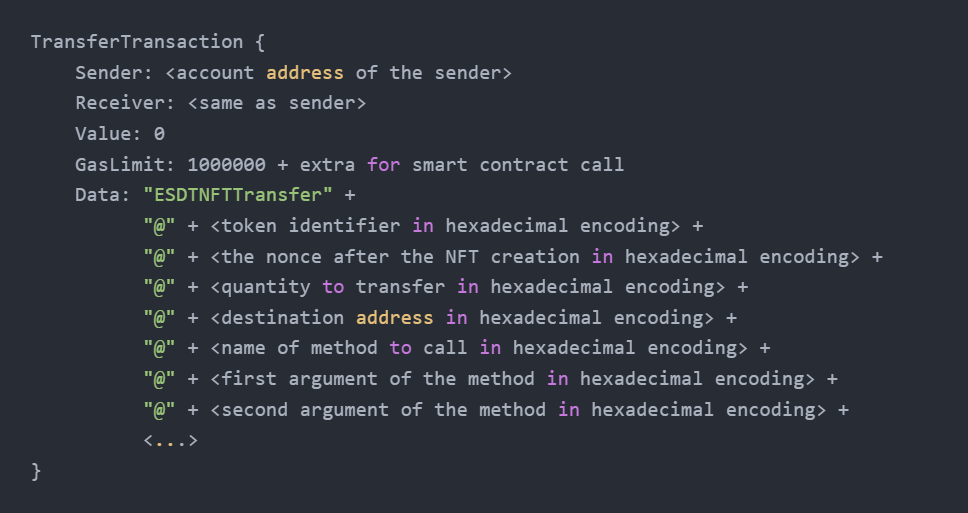 TransferTransaction {
Sender: <account address of the sender>
Receiver: <same as sender>
Value: 0
GasLimit: 1000000 + extra for smart contract call
Data: "ESDTNFTTransfer" +
"@" + <token identifier in hexadecimal encoding> +
"@" + <the nonce after the NFT creation in hexadecimal encoding> +
"@" + <quantity to transfer in hexadecimal encoding> +
"@" + <destination address in hexadecimal encoding> +
"@" + <name of method to call in hexadecimal encoding> +
"@" + <first argument of the method in hexadecimal encoding> +
"@" + <second argument of the method in hexadecimal encoding> +
<...>
}